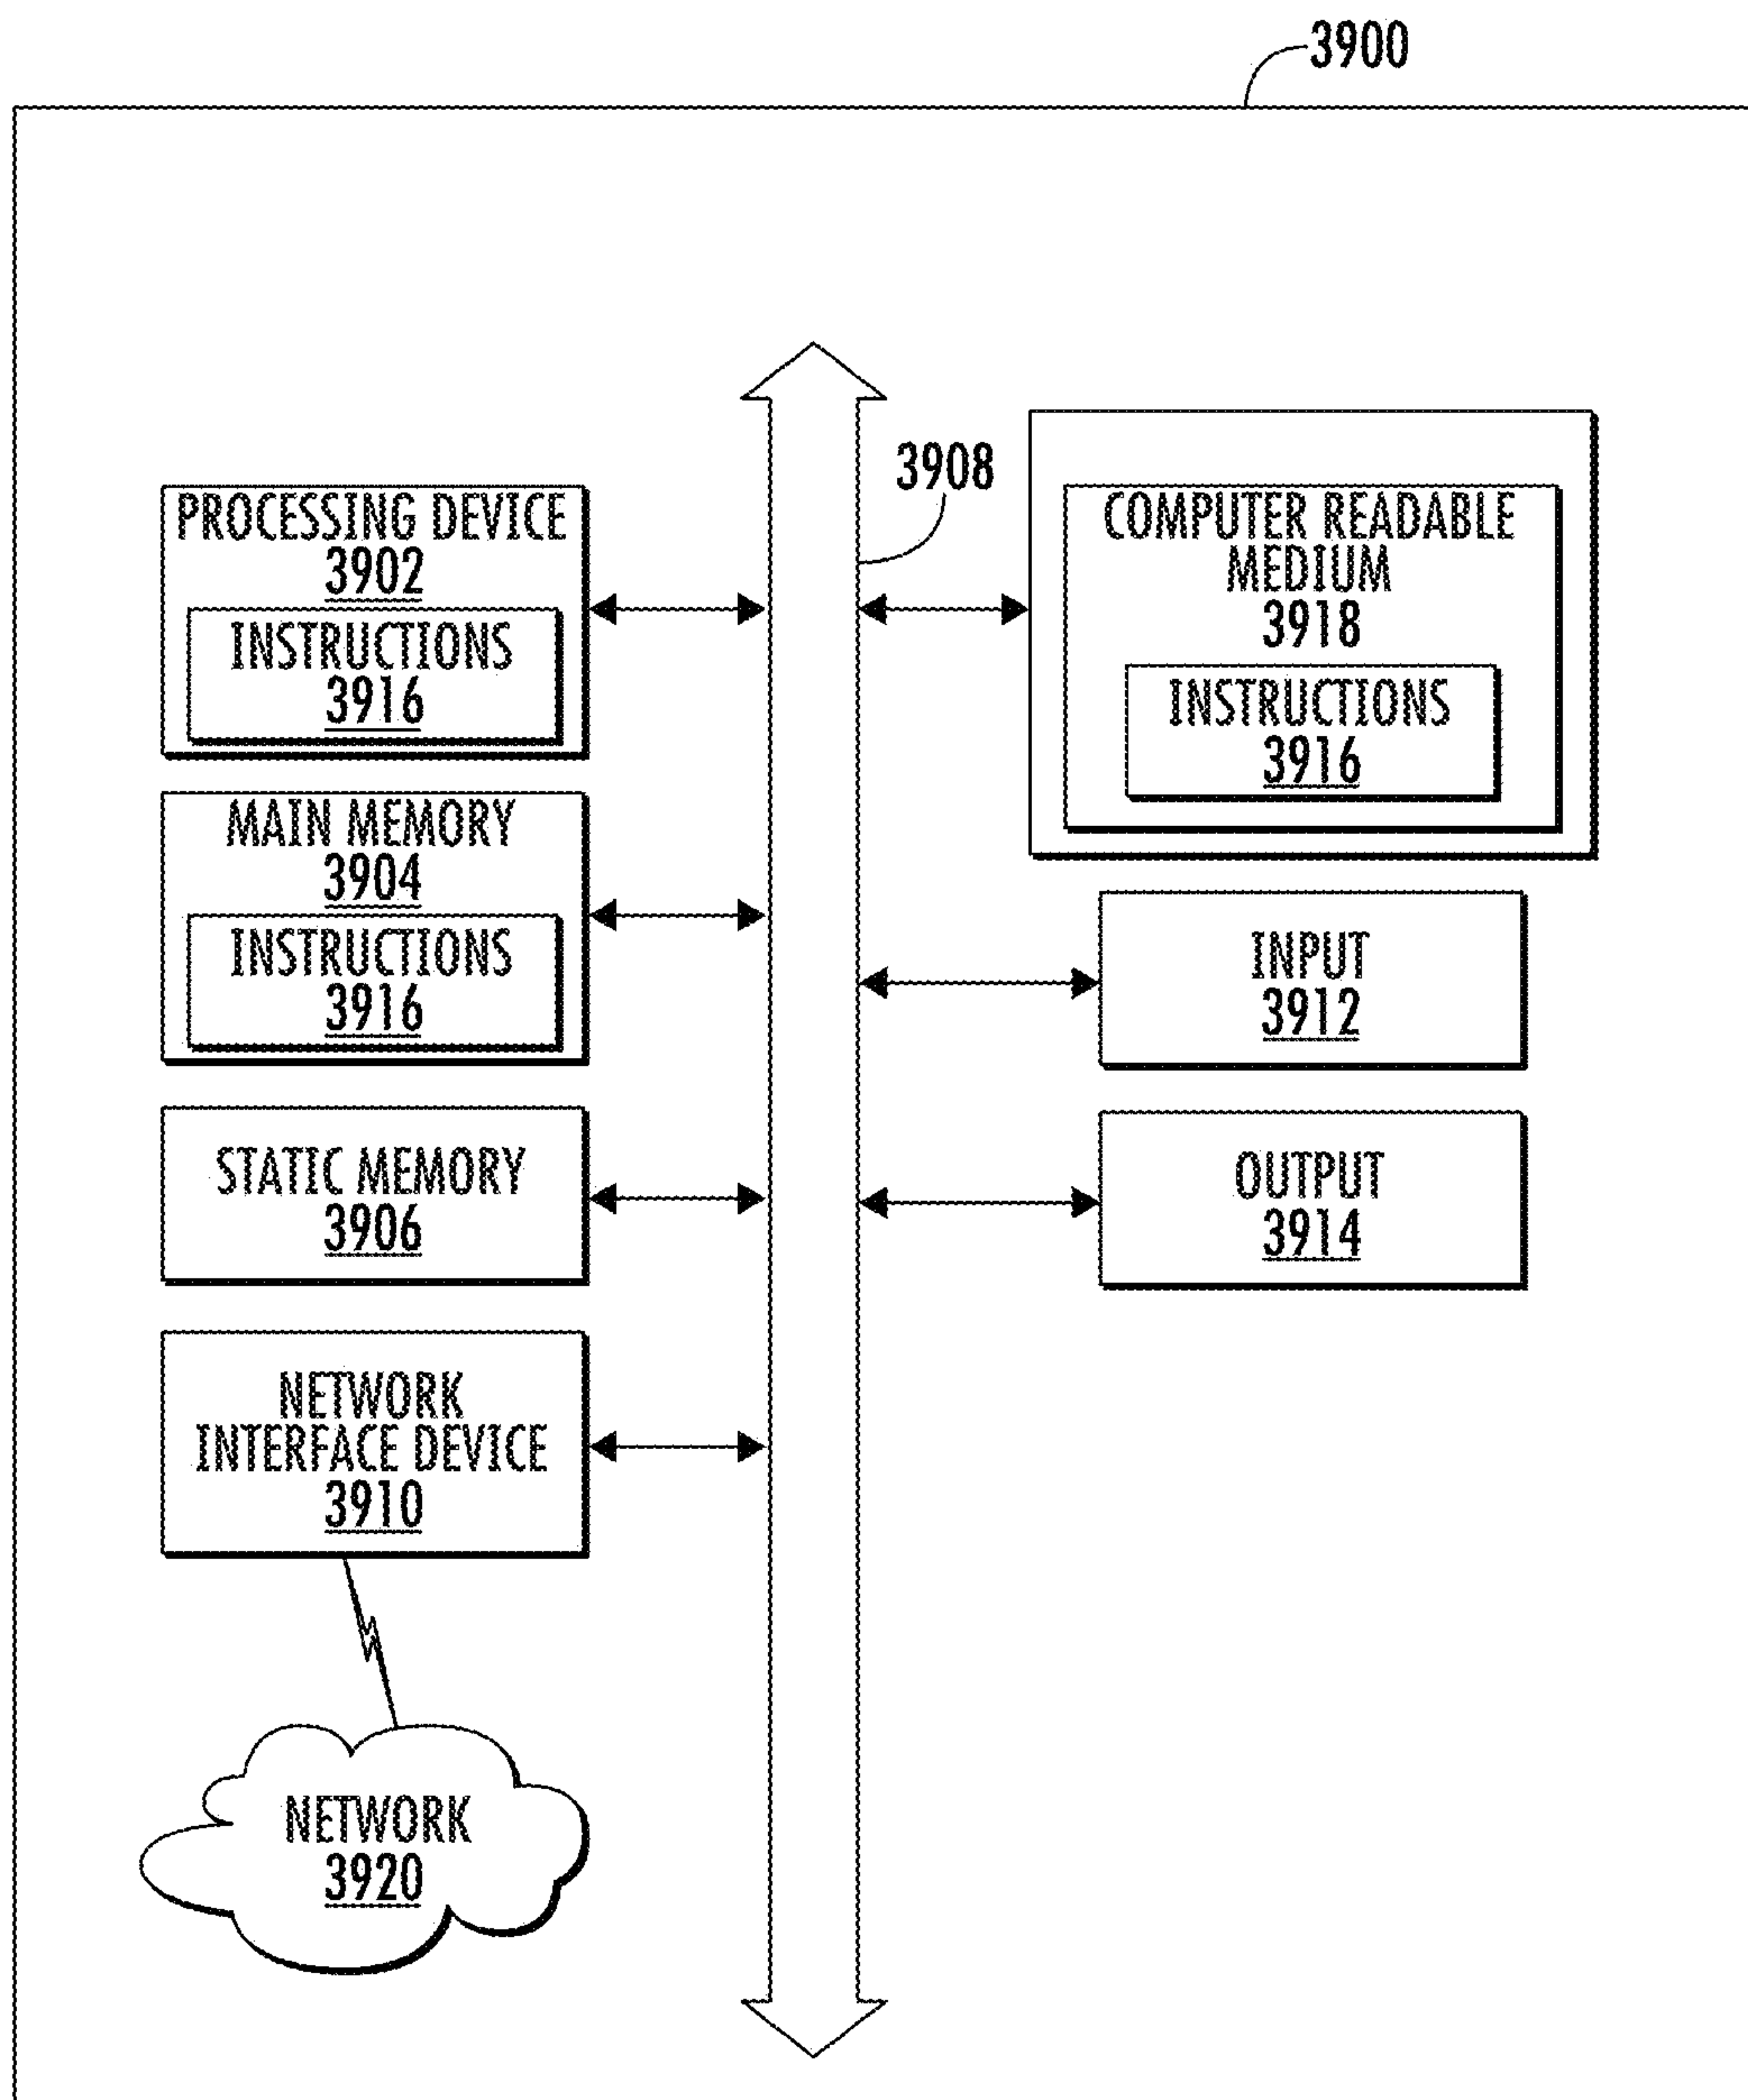 3900
3908
PROCESSING DEVICE
3902
INSTRUCTIONS
3916
MAIN MEMORY
3904
INSTRUCTIONS
3916
STATIC MEMORY
3906
NETWORK
INTERFACE DEVICE
3910
NETWORK
3920
COMPUTER READABLE
MEDIUM
3918
INSTRUCTIONS
3916
INPUT
3912
OUTPUT
3914